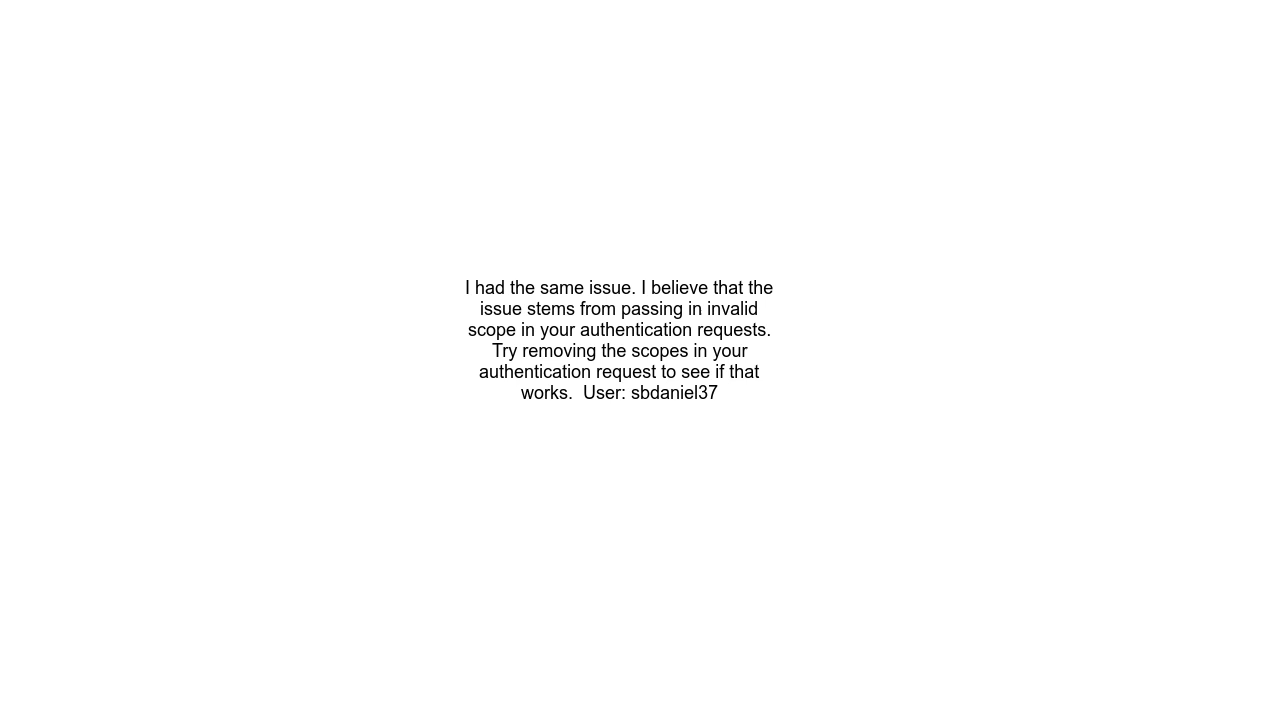 I had the same issue. I believe that the
issue stems from passing in invalid
scope in your authentication requests.
Try removing the scopes in your
authentication request to see if that
works.  User: sbdaniel37